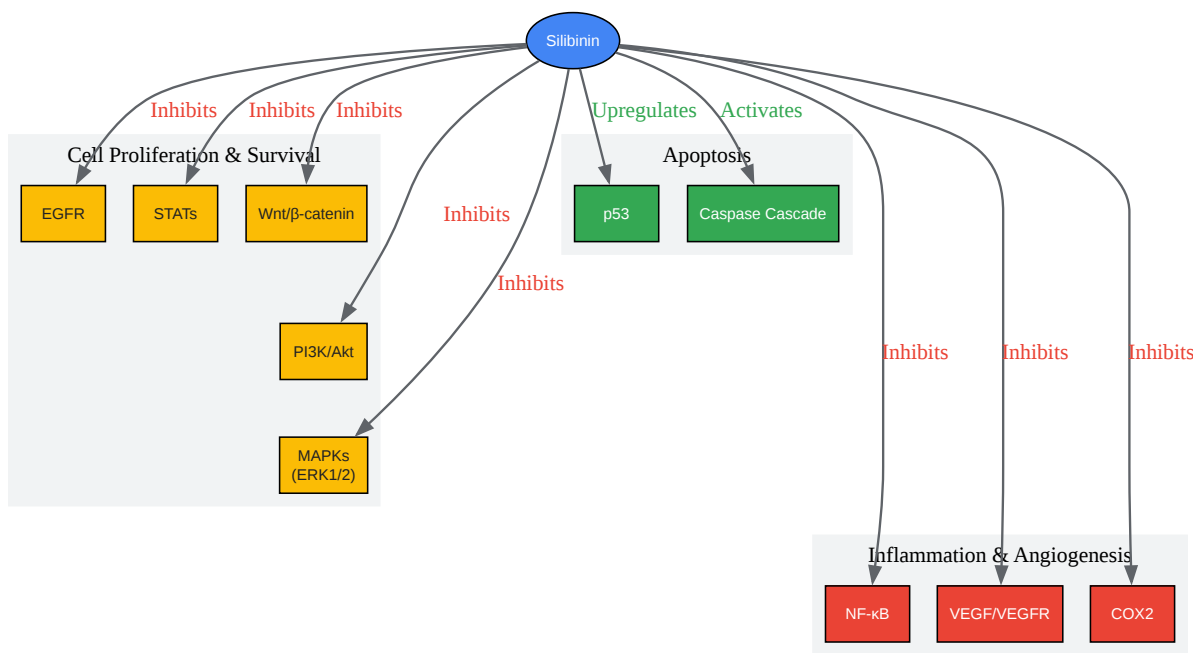 Silibinin
Inhibits
Inhibits
Inhibits
Upregulates
Activates
Cell Proliferation & Survival
Apoptosis
EGFR
STATs
Wnt/β-catenin
p53
Caspase Cascade
Inhibits
Inhibits
PI3K/Akt
Inhibits
Inhibits
Inhibits
MAPKs
(ERK1/2)
Inflammation & Angiogenesis
NF-κB
VEGF/VEGFR
COX2